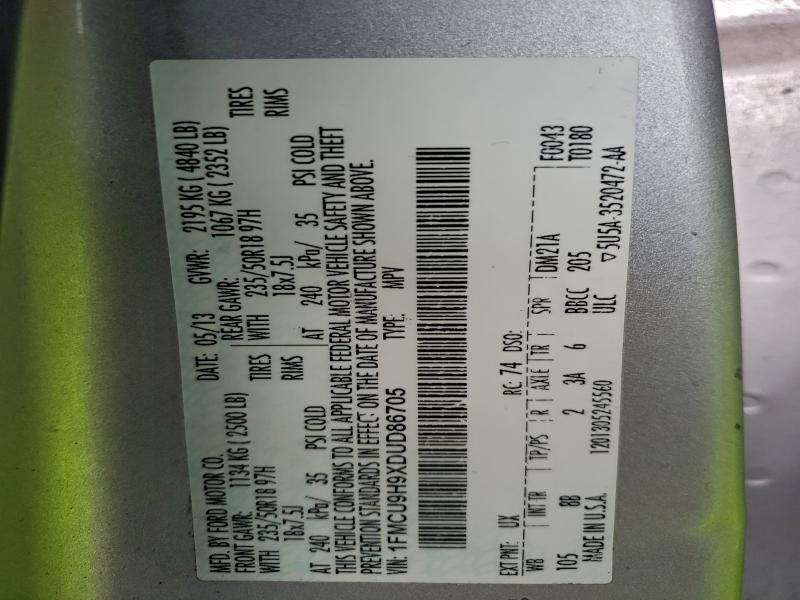 MFD. BY FORD MOTOR CO.
DATE: 05/13 GVWR: 2195 KG ( 4840 LB)
FRONT GAWR: 1134 KG ( 2500 LB) REAR GAWR: 1067 KG ( 2352 LB)
WITH 235/50R18 97H TIRES WITH 235/50R18 97H TIRES
18x7.5J RIMS 18x7.5J RIMS
AT 240 kPa/ 35 PSI COLD AT 240 kPa/ 35 PSI COLD
THIS VEHICLE CONFORMS TO ALL APPLICABLE FEDERAL MOTOR VEHICLE SAFETY AND THEFT
PREVENTION STANDARDS IN EFFECT ON THE DATE OF MANUFACTURE SHOWN ABOVE.
VIN: 1FMCU9H9XDUD86705 TYPE: MPV
EXT PNT: UX RC: 74 DSO: F0043
WB INT TR TP/PS R AXLE TR SPR DM21A T0180
105 8B 2 3A 6 BBCC 205
MADE IN U.S.A. 1201305245560 ULC ▽5U5A-3520472-AA